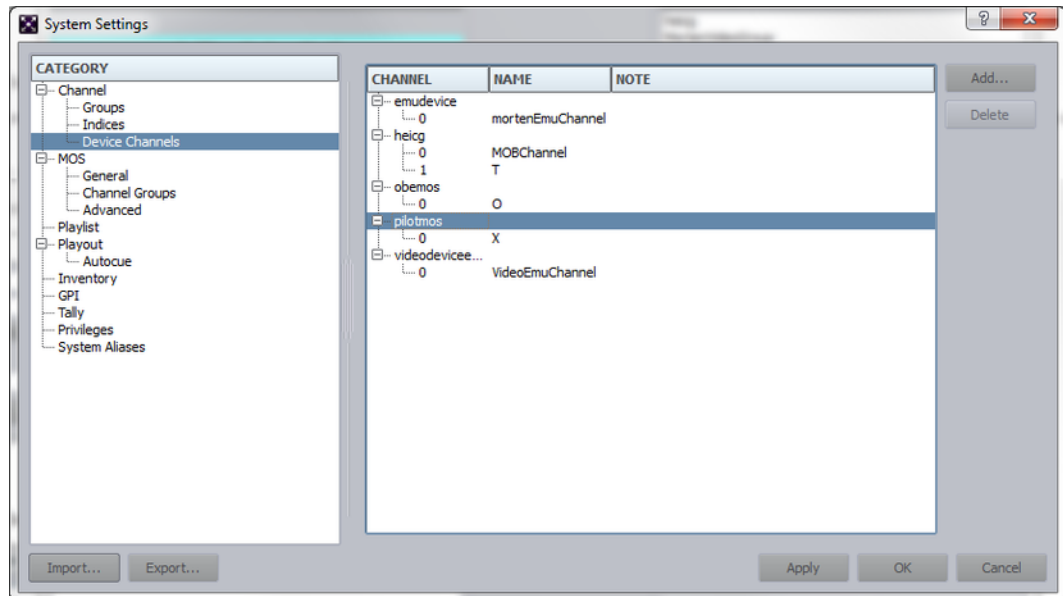 System Settings
CATEGORY
Channel
Groups
Indices
Device Channels
MOS
General
Channel Groups
Advanced
Playlist
Playout
Autocue
Inventory
GPI
Tally
Privileges
System Aliases
CHANNEL NAME NOTE
emudevice
0 mortenEmuChannel
heicg
0 MOBChannel
1 T
obemos
0 O
pilotmos
0 X
videodevicee...
0 VideoEmuChannel
Add...
Delete
Import... Export... Apply OK Cancel